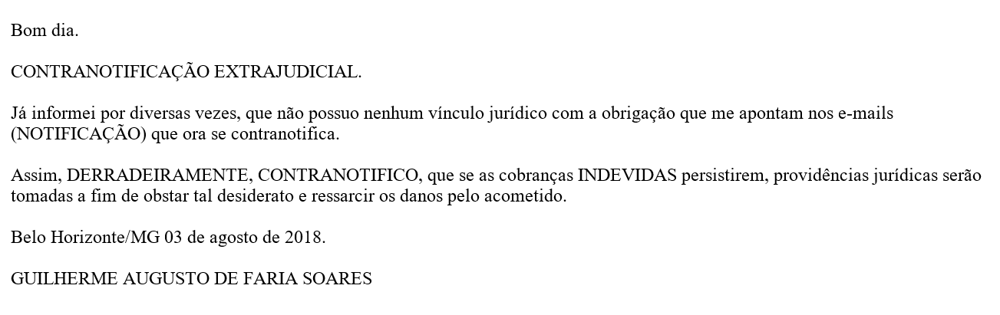 Bom dia.
CONTRANOTIFICAÇÃO EXTRAJUDICIAL.
Já informei por diversas vezes, que não possuo nenhum vínculo jurídico com a obrigação que me apontam nos e-mails
(NOTIFICAÇÃO) que ora se contranotifica.
Assim, DERRADEIRAMENTE, CONTRANOTIFICO, que se as cobranças INDEVIDAS persistirem, providências jurídicas serão
tomadas a fim de obstar tal desiderato e ressarcir os danos pelo acometido.
Belo Horizonte/MG 03 de agosto de 2018.
GUILHERME AUGUSTO DE FARIA SOARES